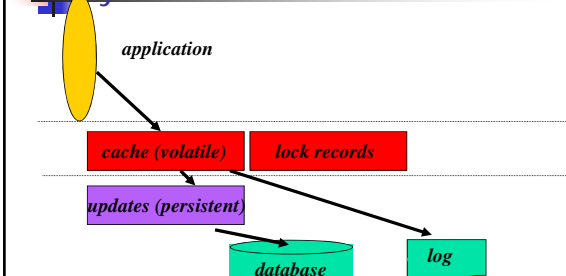 application
cache (volatile)
lock records
updates (persistent)
database
log